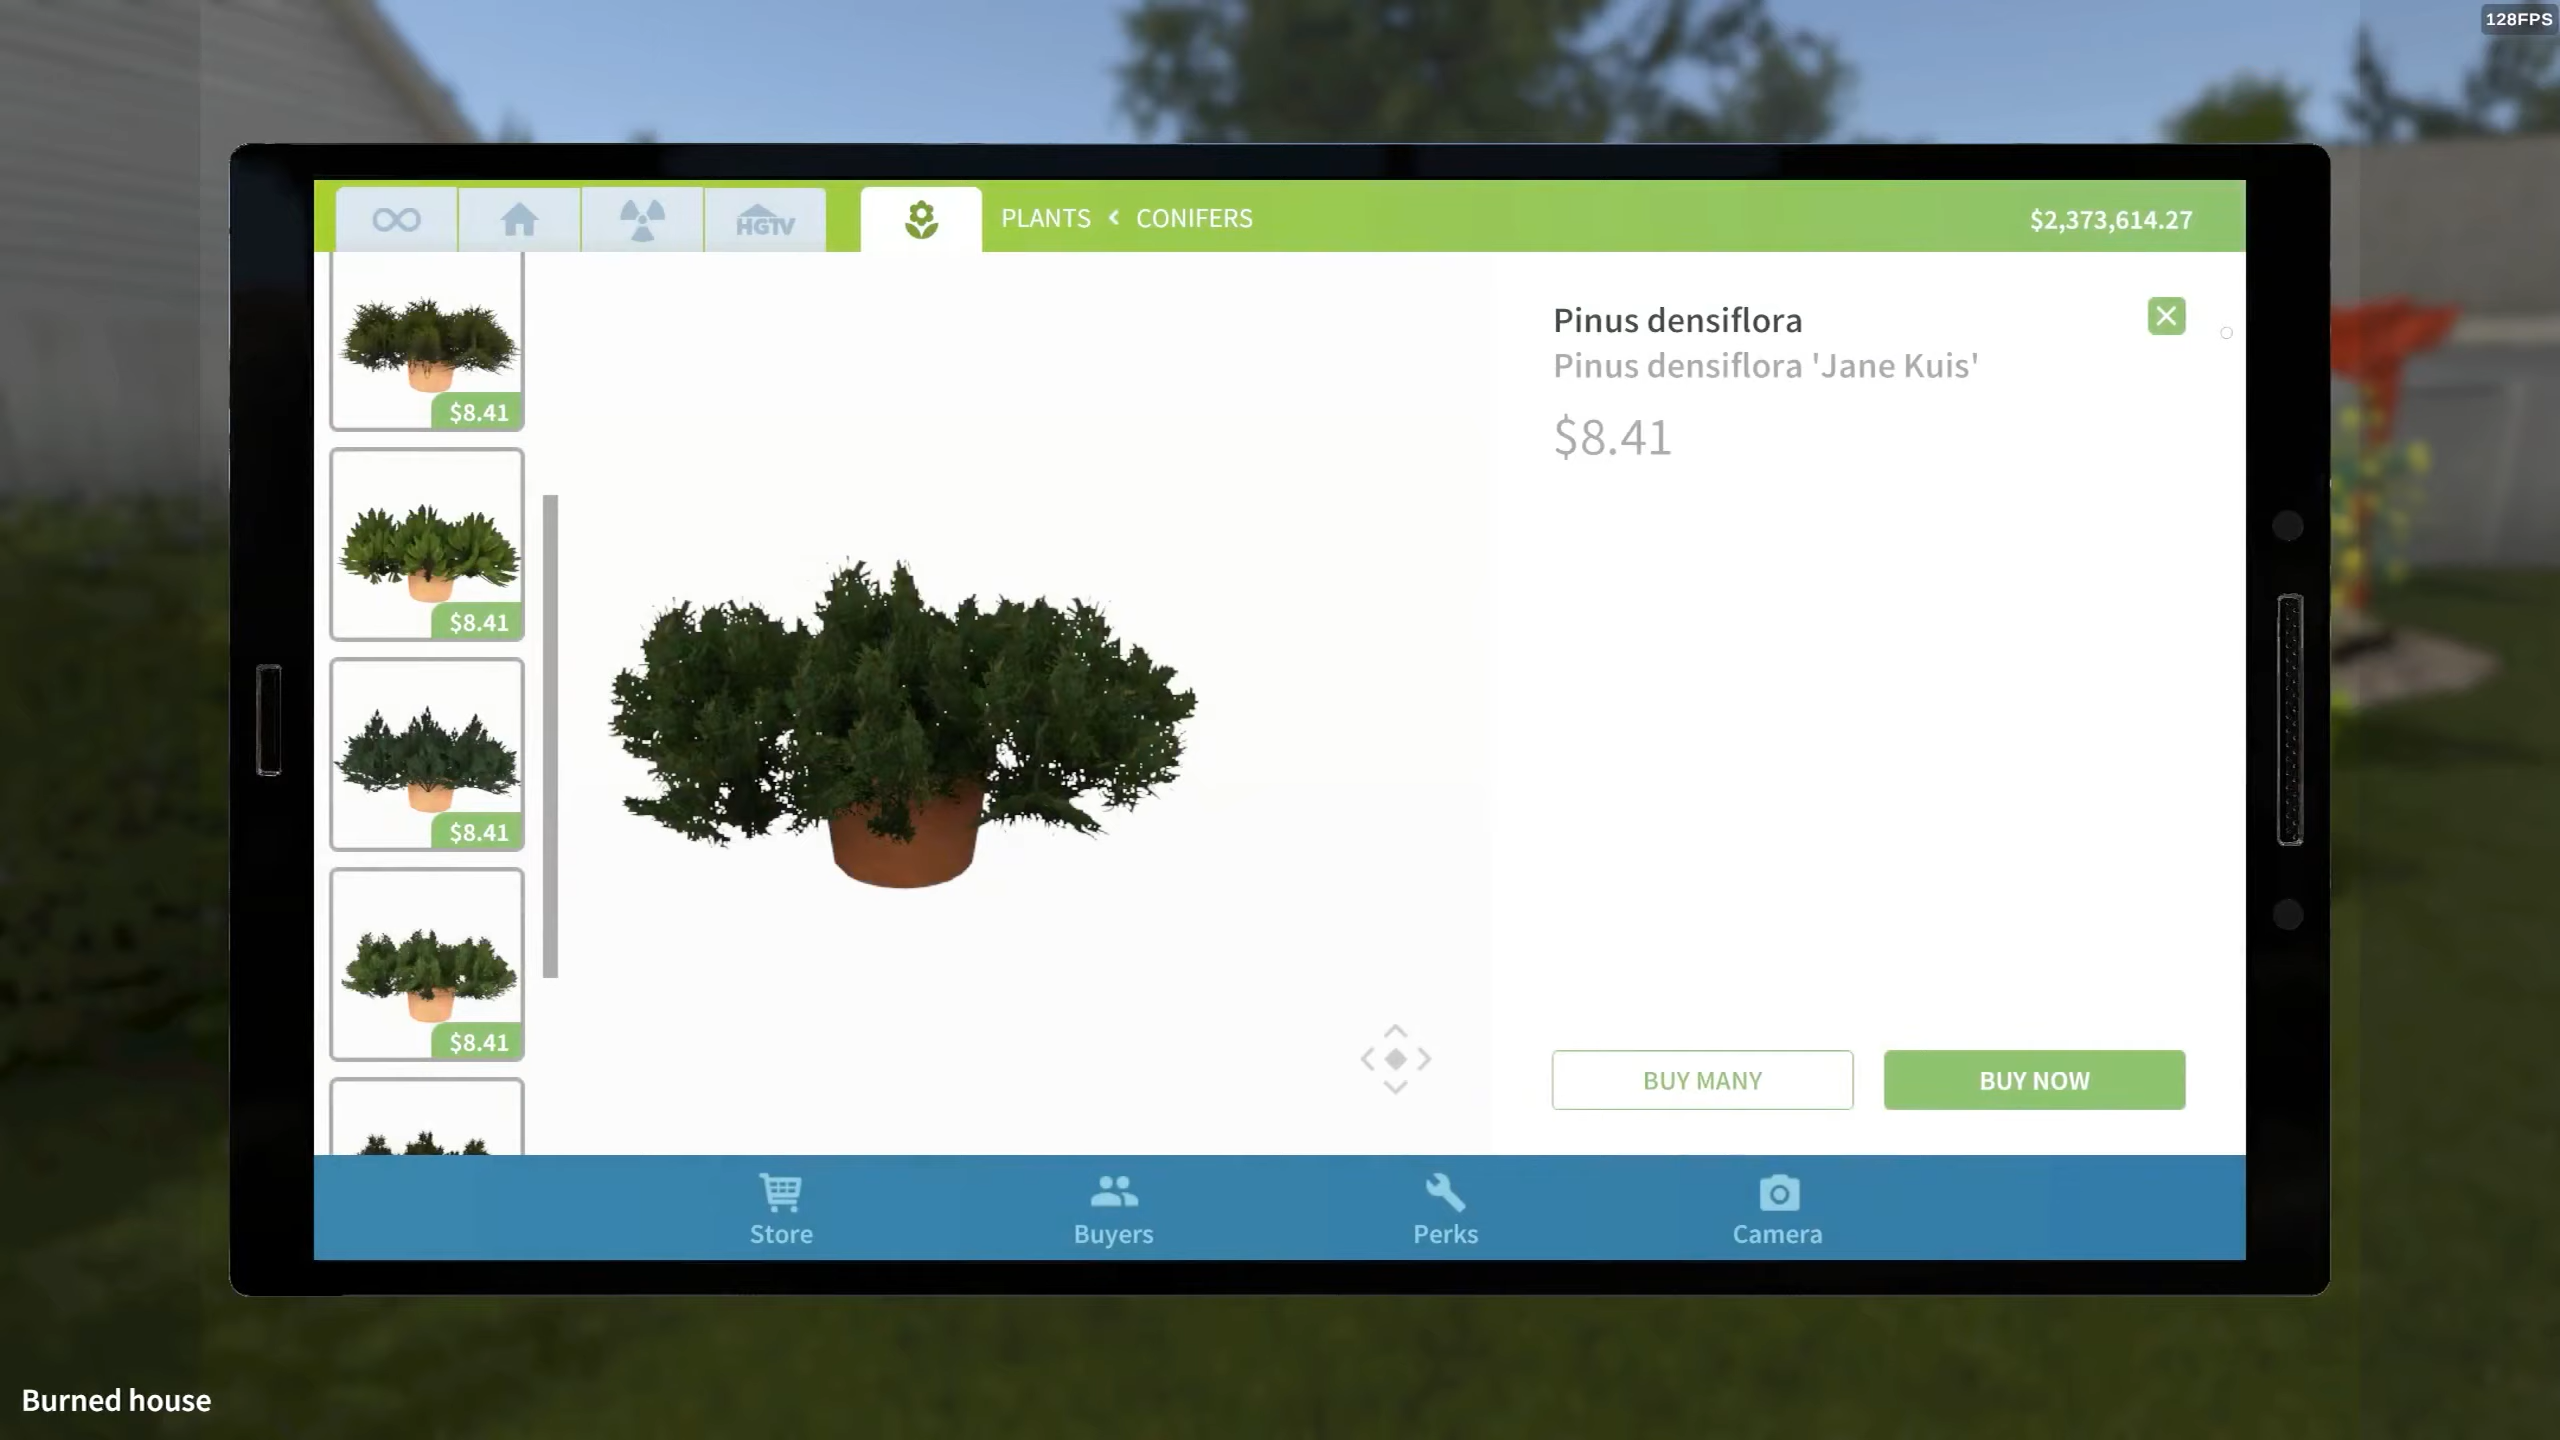 128FPS
HGTV
PLANTS < CONIFERS
$2,373,614.27
$8.41
$8.41
$8.41
$8.41
Pinus densiflora
Pinus densiflora 'Jane Kuis'
$8.41
BUY MANY
BUY NOW
Store
Buyers
Perks
Camera
Burned house